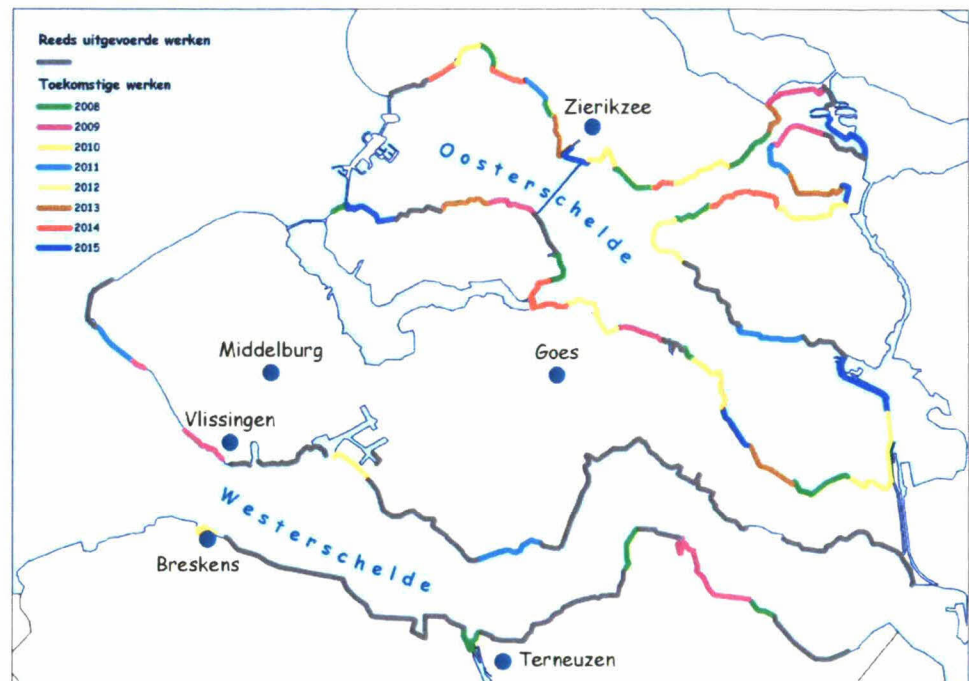 Reeds uitgevoerde werken
Toekomstige werken
2008
2009
2010
2011
2012
2013
2014
2015
Zierikzee
Oosterschelde
Middelburg
Goes
Vlissingen
Westerschelde
Breskens
Terneuzen